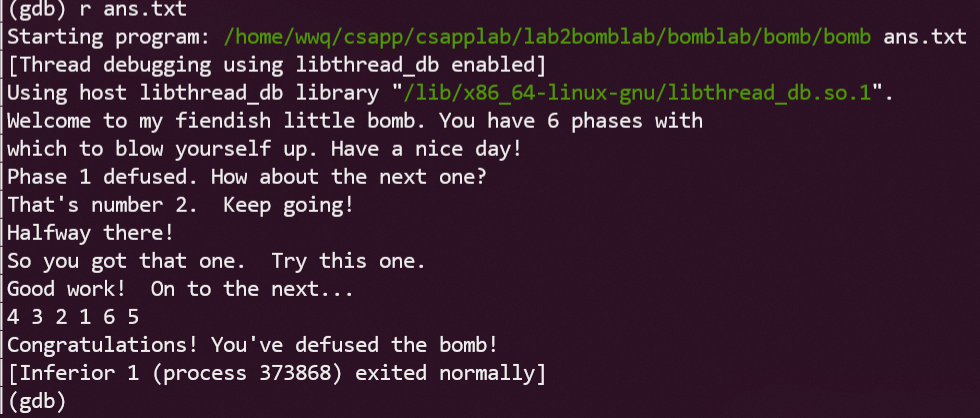 (gdb) r ans.txt
Starting program: /home/wwq/csapp/csapplab/lab2bomblab/bomblab/bomb/bomb ans.txt
[Thread debugging using libthread_db enabled]
Using host libthread_db library "/lib/x86_64-linux-gnu/libthread_db.so.1".
Welcome to my fiendish little bomb. You have 6 phases with
which to blow yourself up. Have a nice day!
Phase 1 defused. How about the next one?
That's number 2.  Keep going!
Halfway there!
So you got that one.  Try this one.
Good work!  On to the next...
4 3 2 1 6 5
Congratulations! You've defused the bomb!
[Inferior 1 (process 373868) exited normally]
(gdb)